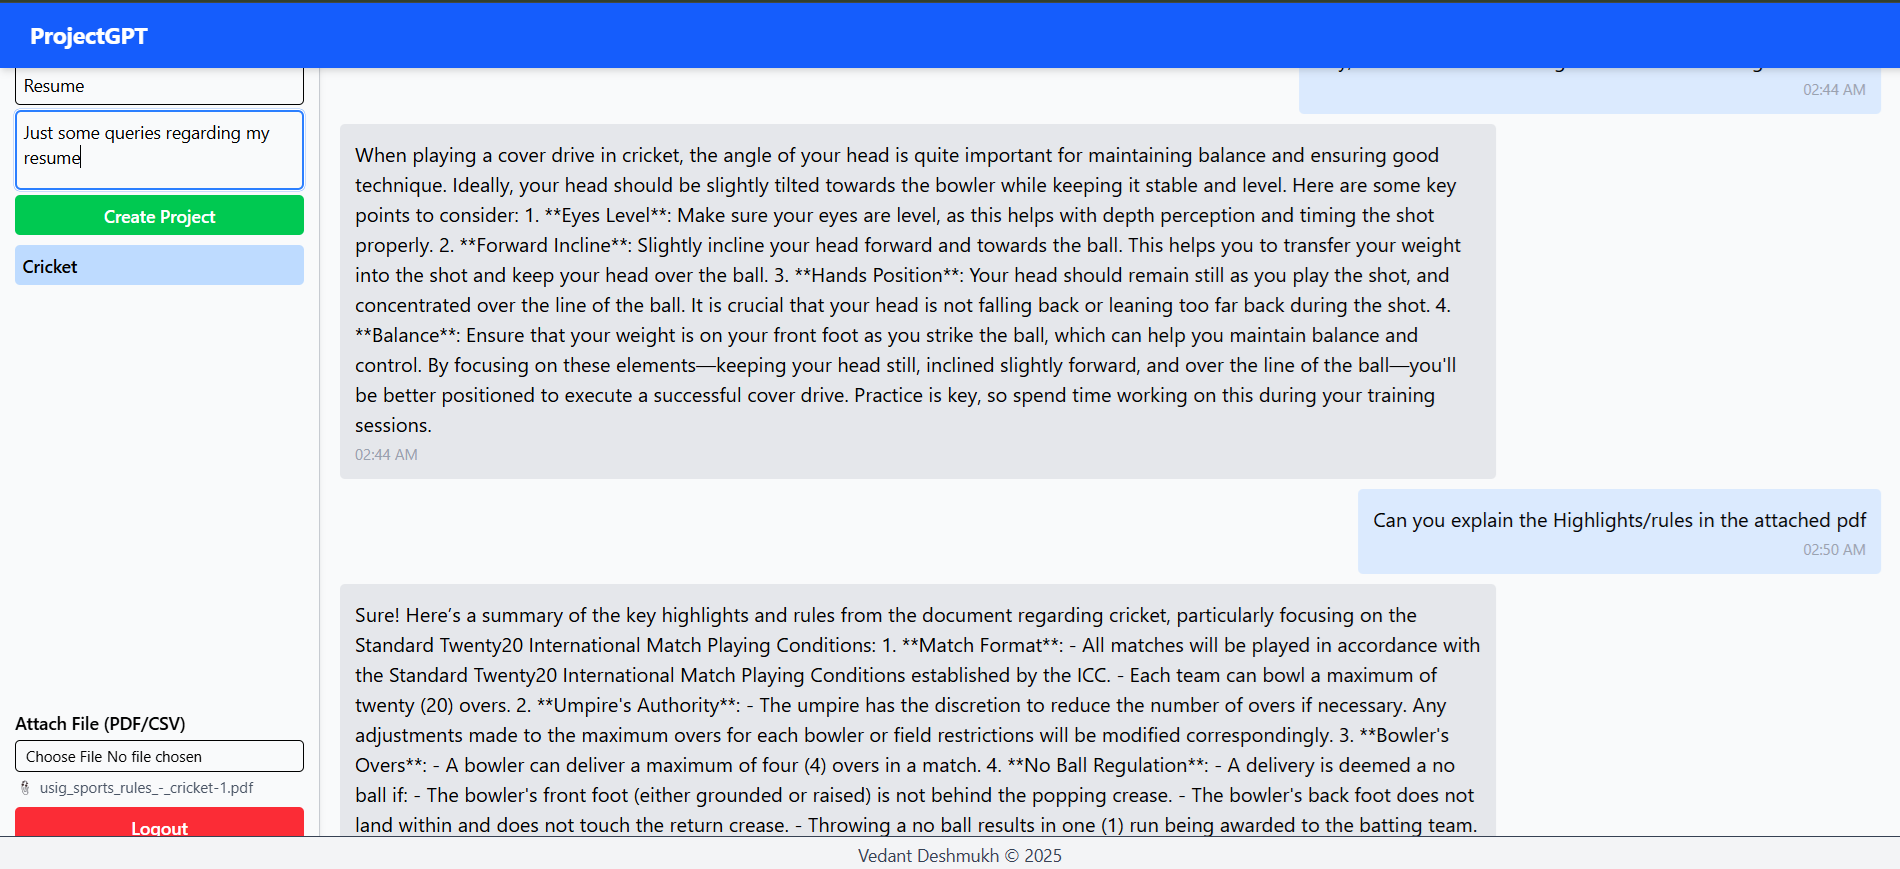 ProjectGPT
Resume
Just some queries regarding my
resume
Create Project
Cricket
Attach File (PDF/CSV)
Choose File No file chosen
usig_sports_rules_-_cricket-1.pdf
Logout
02:44 AM
When playing a cover drive in cricket, the angle of your head is quite important for maintaining balance and ensuring good
technique. Ideally, your head should be slightly tilted towards the bowler while keeping it stable and level. Here are some key
points to consider: 1. **Eyes Level**: Make sure your eyes are level, as this helps with depth perception and timing the shot
properly. 2. **Forward Incline**: Slightly incline your head forward and towards the ball. This helps you to transfer your weight
into the shot and keep your head over the ball. 3. **Hands Position**: Your head should remain still as you play the shot, and
concentrated over the line of the ball. It is crucial that your head is not falling back or leaning too far back during the shot. 4.
**Balance**: Ensure that your weight is on your front foot as you strike the ball, which can help you maintain balance and
control. By focusing on these elements—keeping your head still, inclined slightly forward, and over the line of the ball—you'll
be better positioned to execute a successful cover drive. Practice is key, so spend time working on this during your training
sessions.
02:44 AM
Can you explain the Highlights/rules in the attached pdf
02:50 AM
Sure! Here’s a summary of the key highlights and rules from the document regarding cricket, particularly focusing on the
Standard Twenty20 International Match Playing Conditions: 1. **Match Format**: - All matches will be played in accordance with
the Standard Twenty20 International Match Playing Conditions established by the ICC. - Each team can bowl a maximum of
twenty (20) overs. 2. **Umpire's Authority**: - The umpire has the discretion to reduce the number of overs if necessary. Any
adjustments made to the maximum overs for each bowler or field restrictions will be modified correspondingly. 3. **Bowler's
Overs**: - A bowler can deliver a maximum of four (4) overs in a match. 4. **No Ball Regulation**: - A delivery is deemed a no
ball if: - The bowler's front foot (either grounded or raised) is not behind the popping crease. - The bowler's back foot does not
land within and does not touch the return crease. - Throwing a no ball results in one (1) run being awarded to the batting team.
Vedant Deshmukh © 2025